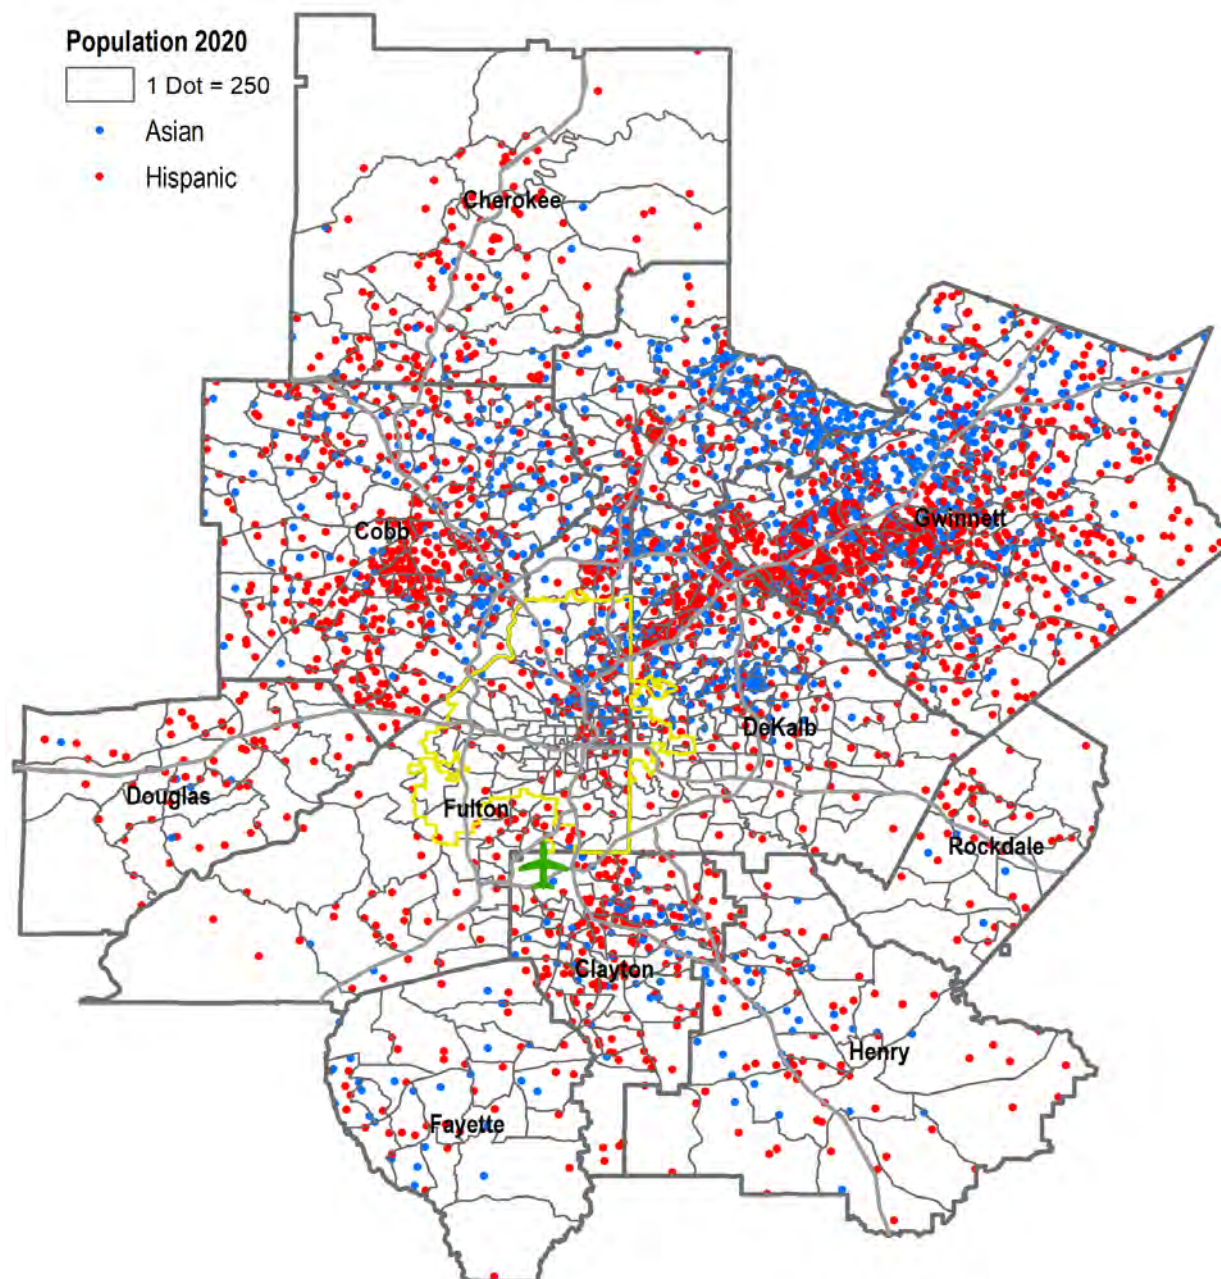 Population 2020
1 Dot = 250
Asian
Hispanic
Cherokee
Cobb
Gwinnett
DeKalb
Douglas
Fulton
Rockdale
Clayton
Henry
Fayette